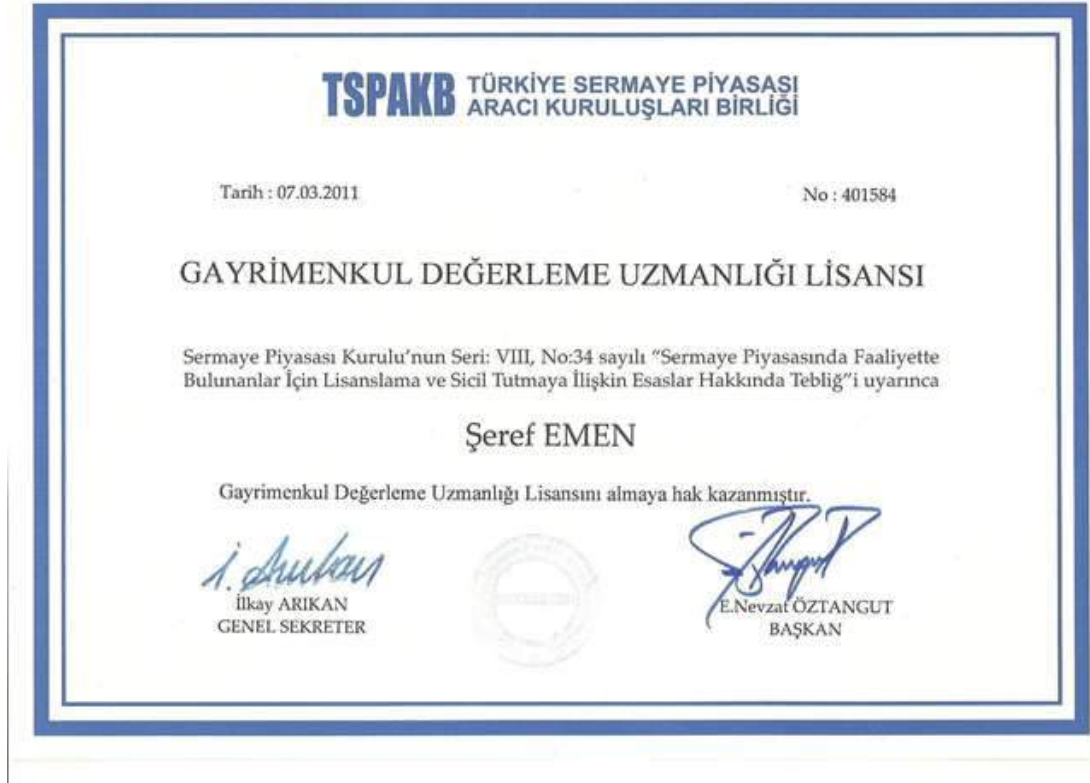 TSPAKB TÜRKİYE SERMAYE PİYASASI
ARACI KURULUŞLARI BİRLİĞİ
Tarih : 07.03.2011 No : 401584
GAYRİMENKUL DEĞERLEME UZMANLIĞI LİSANSI
Sermaye Piyasası Kurulu'nun Seri: VIII, No:34 sayılı "Sermaye Piyasasında Faaliyette
Bulunanlar İçin Lisanslama ve Sicil Tutmaya İlişkin Esaslar Hakkında Tebliğ"i uyarınca
Şeref EMEN
Gayrimenkul Değerleme Uzmanlığı Lisansını almaya hak kazanmıştır.
İlkay ARIKAN
GENEL SEKRETER
E.Nevzat ÖZTANGUT
BAŞKAN